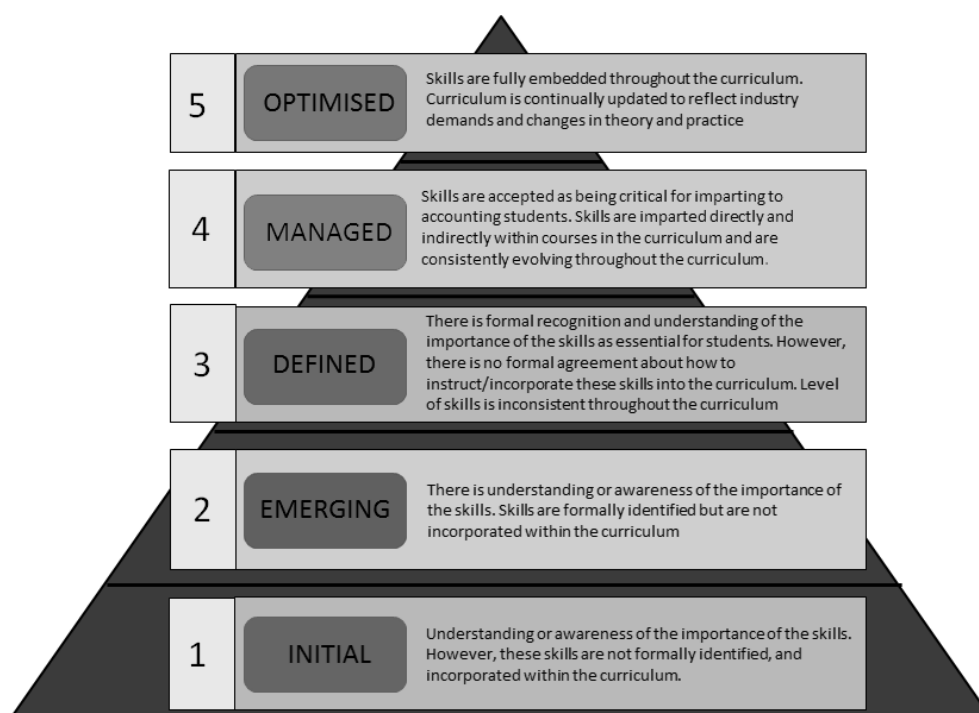 5
OPTIMISED
Skills are fully embedded throughout the curriculum.
Curriculum is continually updated to reflect industry
demands and changes in theory and practice
4
MANAGED
Skills are accepted as being critical for imparting to
accounting students. Skills are imparted directly and
indirectly within courses in the curriculum and are
consistently evolving throughout the curriculum.
3
DEFINED
There is formal recognition and understanding of the
importance of the skills as essential for students. However,
there is no formal agreement about how to
instruct/incorporate these skills into the curriculum. Level
of skills is inconsistent throughout the curriculum
2
EMERGING
There is understanding or awareness of the importance of
the skills. Skills are formally identified but are not
incorporated within the curriculum
1
INITIAL
Understanding or awareness of the importance of the skills.
However, these skills are not formally identified, and
incorporated within the curriculum.